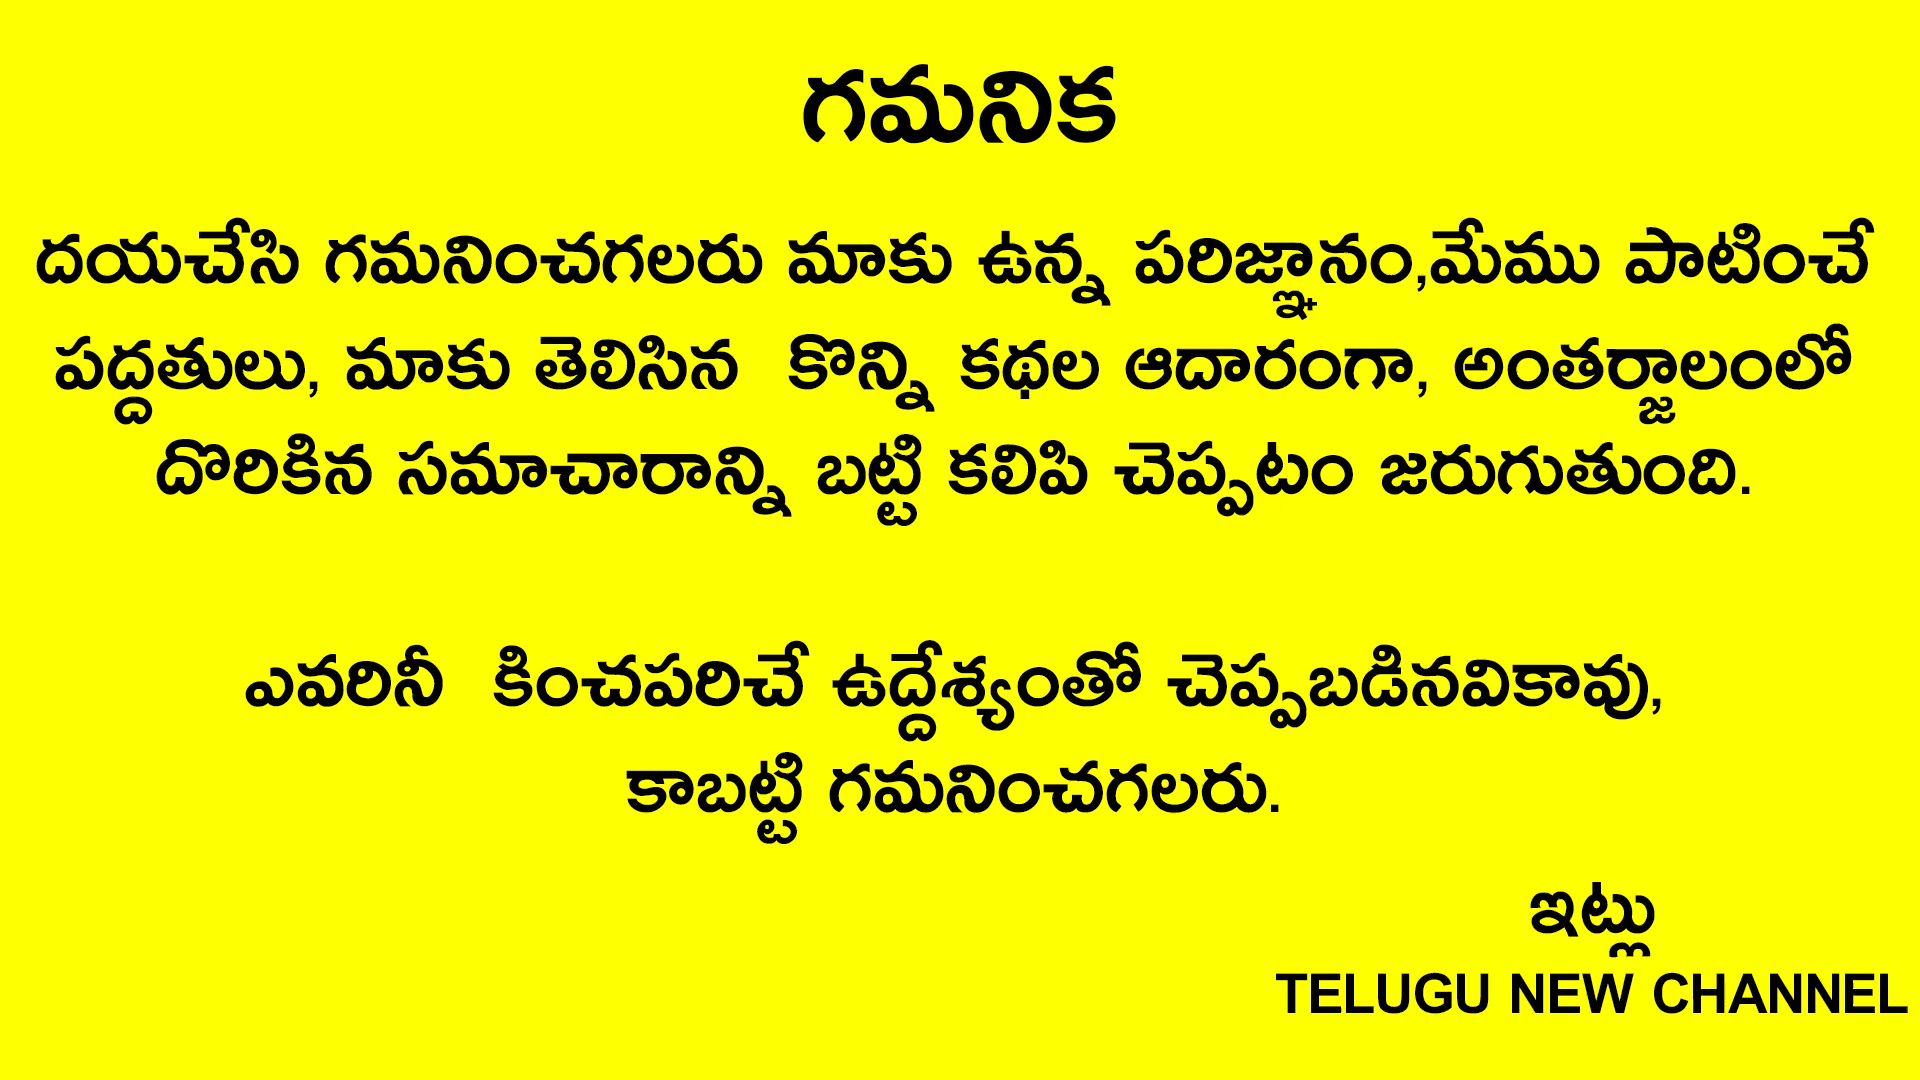 గమనిక
దయచేసి గమనించగలరు మాకు ఉన్న పరిజ్ఞానం,మేము పాటించే
పద్దతులు, మాకు తెలిసిన కొన్ని కథల ఆదారంగా, అంతర్జాలంలో
దొరికిన సమాచారాన్ని బట్టి కలిపి చెప్పటం జరుగుతుంది.
ఎవరినీ కించపరిచే ఉద్దేశ్యంతో చెప్పబడినవికావు,
కాబట్టి గమనించగలరు.
ఇట్లు
TELUGU NEW CHANNEL